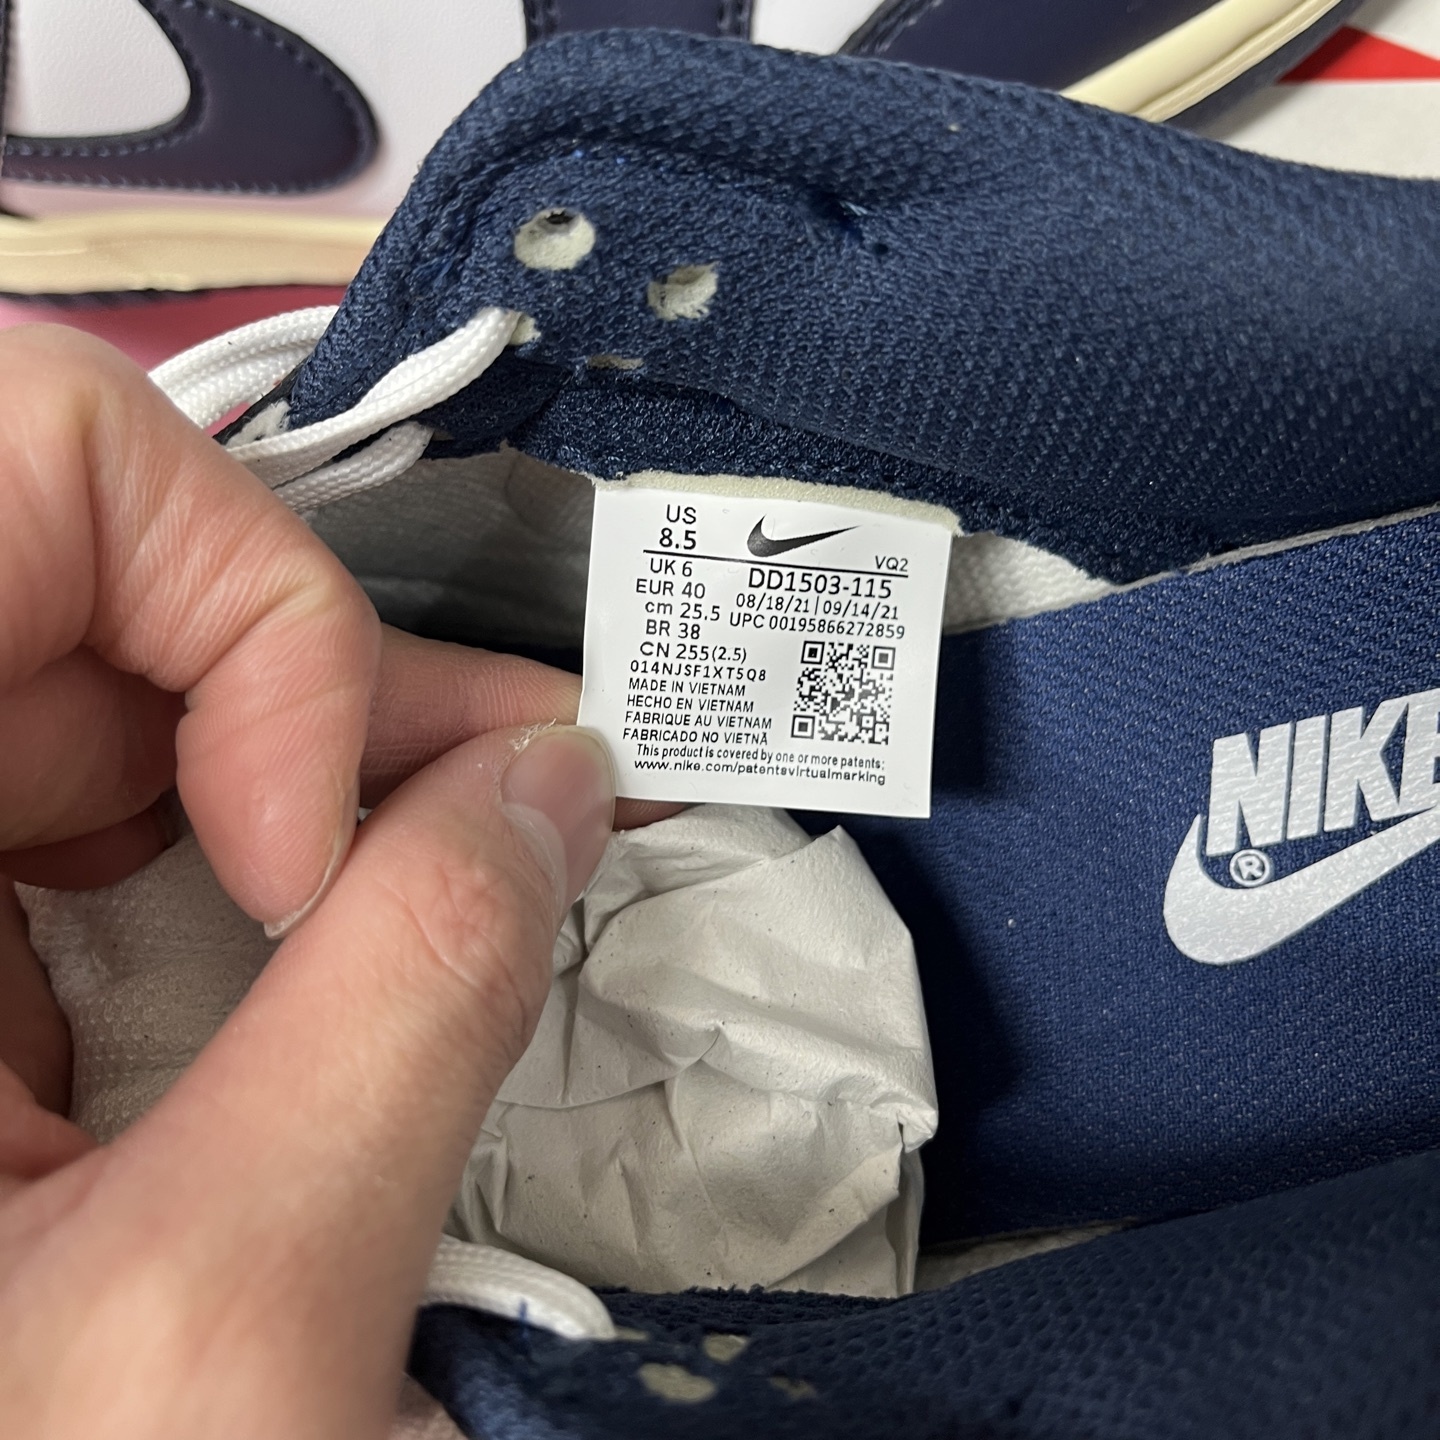 US
8.5
VQ2
UK 6
DD1503-115
EUR 40
08/18/21|09/14/21
cm 25.5
UPC 00195866272859
BR 38
CN 255(2.5)
014NJSF1XT5Q8
MADE IN VIETNAM
HECHO EN VIETNAM
FABRIQUE AU VIETNAM
FABRICADO NO VIETNÃ
This product is covered by one or more patents:
www.nike.com/patentsvirtualmarking
NIKE
®